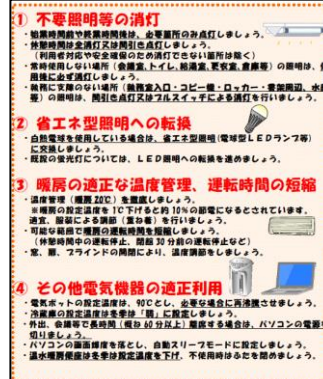 ① 不要照明等の消灯
・始業時間前や終業時間後は、必要箇所のみ点灯しましょう。
・休憩時間は全消灯又は間引き点灯しましょう。
（利用者対応や安全確保のため消灯できない箇所は除く）
・常時使用しない場所（会議室、トイレ、給湯室、更衣室、倉庫等）の照明は、使
用後に必ず消灯しましょう。
・執務に支障のない場所（執務室入口・コピー機・ロッカー・書架周辺、水
等）の照明は、間引き点灯又はプルスイッチによる消灯を行いましょう。
② 省エネ型照明への転換
・白熱電球を使用している場合は、省エネ型照明（電球型ＬＥＤランプ等）
に交換しましょう。
・既設の蛍光灯については、ＬＥＤ照明への転換を進めましょう。
③ 暖房の適正な温度管理、運転時間の短縮
・温度管理（暖房 20℃）を徹底しましょう。
※暖房の設定温度を 1℃下げると約 10％の節電になるとされています。
適宜、服装による調節（重ね着）を行いましょう。
・可能な範囲で暖房の運転時間を短縮しましょう。
（休憩時間中の運転停止、閉館 30 分前の運転停止など）
・窓、扉、ブラインドの開閉により、温度調節をしましょう。
④ その他電気機器の適正利用
・電気ポットの設定温度は、90℃とし、必要な場合に再沸騰させましょう。
・冷蔵庫の設定温度は冬季は「弱」に設定しましょう。
・外出、会議等で長時間（概ね 60 分以上）離席する場合は、パソコンの電源を
切りましょう。
・パソコンの画面輝度を落とし、自動スリープモードに設定しましょう。
・温水暖房便座は冬季は設定温度を下げ、不使用時はふたを閉めましょう。